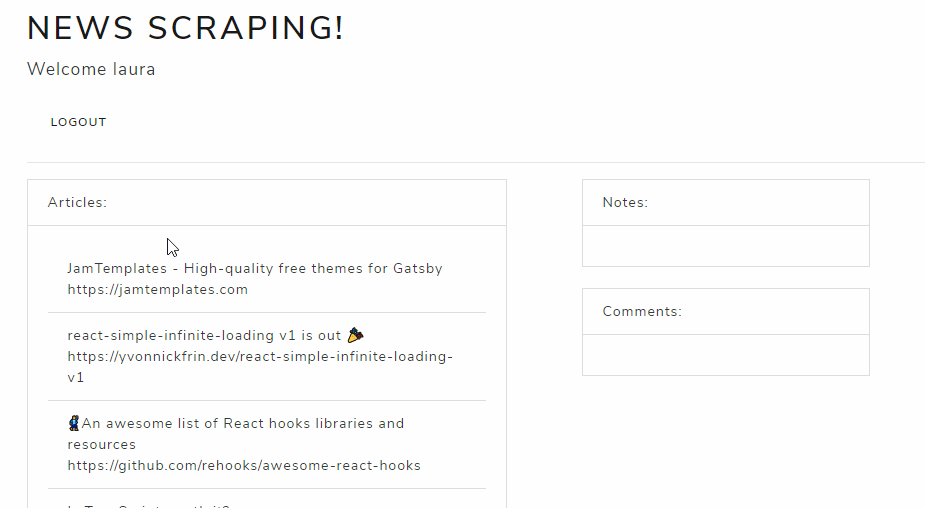 NEWS SCRAPING!
Welcome laura
LOGOUT
Articles:
JamTemplates - High-quality free themes for Gatsby
https://jamtemplates.com
react-simple-infinite-loading v1 is out 🎉
https://yvonnickfrin.dev/react-simple-infinite-loading-
v1
An awesome list of React hooks libraries and
resources
https://github.com/rehooks/awesome-react-hooks
Notes:
Comments: